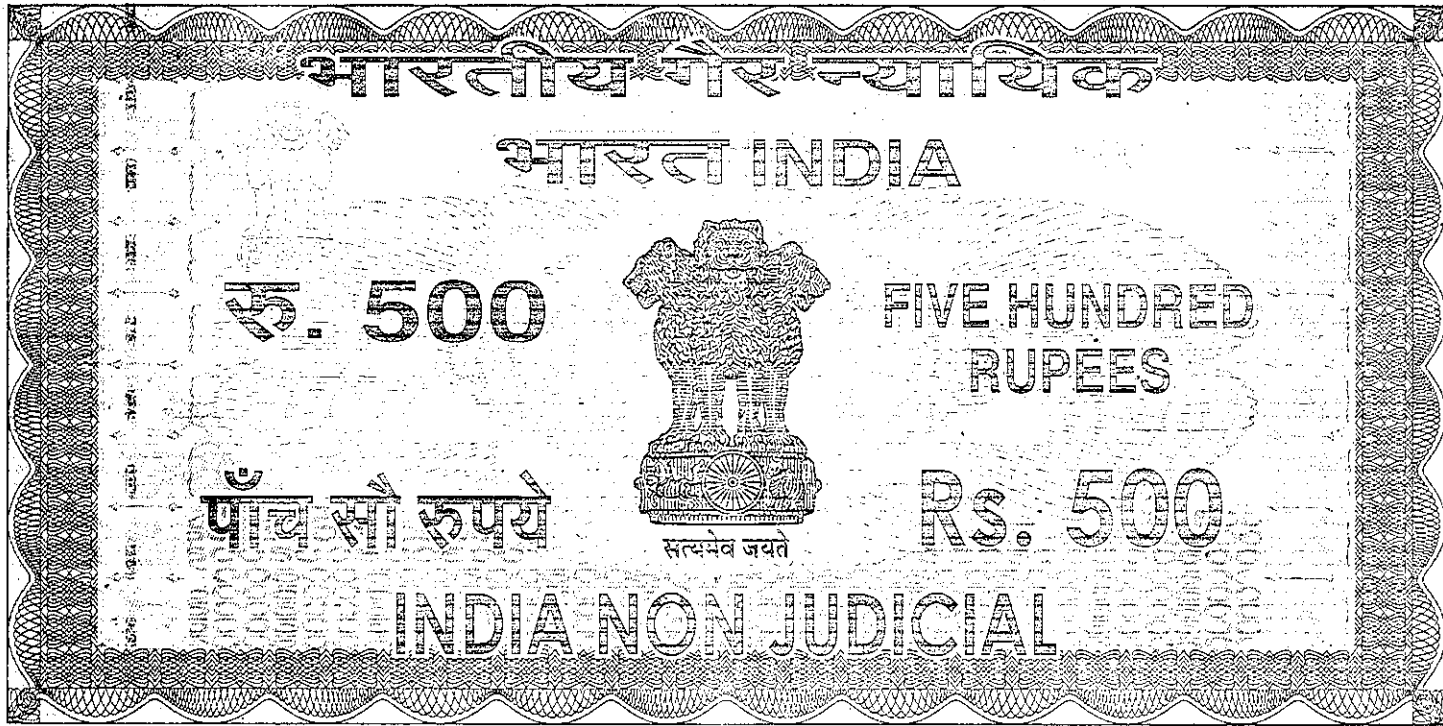 भारतीय गैर न्यायिक
भारत INDIA
रु. 500
FIVE HUNDRED
RUPEES
पाँच सौ रुपये
Rs. 500
सत्यमेव जयते
INDIA NON JUDICIAL